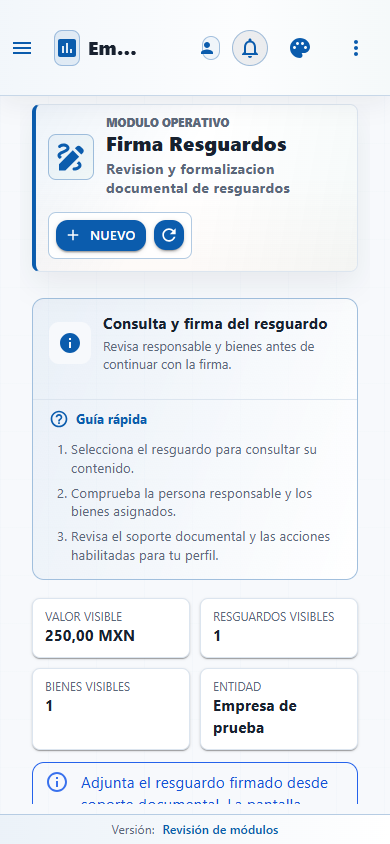 Em...
MODULO OPERATIVO
Firma Resguardos
Revision y formalizacion
documental de resguardos
+ NUEVO
Consulta y firma del resguardo
Revisa responsable y bienes antes de
continuar con la firma.
Guía rápida
1. Selecciona el resguardo para consultar su
contenido.
2. Comprueba la persona responsable y los
bienes asignados.
3. Revisa el soporte documental y las acciones
habilitadas para tu perfil.
VALOR VISIBLE
250,00 MXN
RESGUARDOS VISIBLES
1
BIENES VISIBLES
1
ENTIDAD
Empresa de
prueba
Adjunta el resguardo firmado desde
soporte documental. La pantalla
Versión: Revisión de módulos